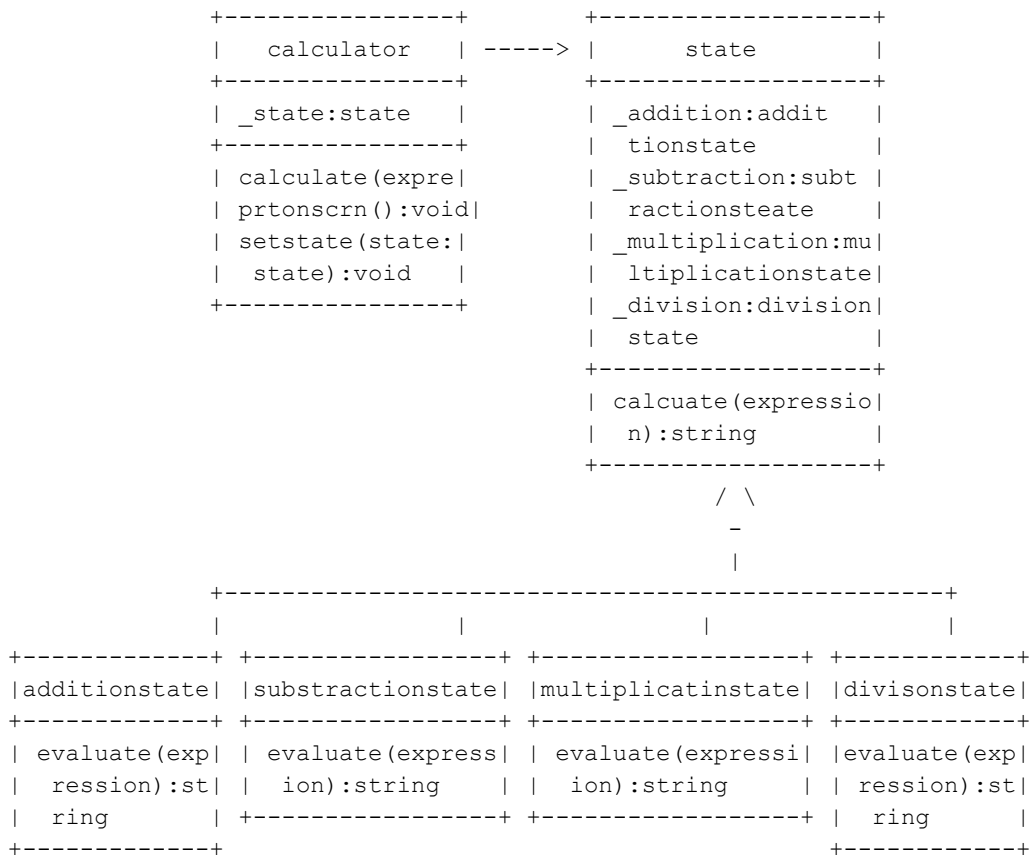 +----------------+ +-------------------+
| calculator | -----> | state |
+----------------+ +-------------------+
| _state:state | | _addition:addit |
+----------------+ | tionstate |
| calculate(expre| | _subtraction:subt |
| prtonscrn():void| | ractionsteate |
| setstate(state:| | _multiplication:mu|
| state):void | | ltiplicationstate|
+----------------+ | _division:division|
| state |
+-------------------+
| calcuate(expressio|
| n):string |
+-------------------+
/ \
-
|
+--------------------------------------------------+
| | | |
+-------------+ +-----------------+ +------------------+ +------------+
|additionstate| |substractionstate| |multiplicatinstate| |divisonstate|
+-------------+ +-----------------+ +------------------+ +------------+
| evaluate(exp| | evaluate(express| | evaluate(expressi| |evaluate(exp|
| ression):st| | ion):string | | ion):string | | ression):st|
| ring | +-----------------+ +------------------+ | ring |
+-------------+ +------------+